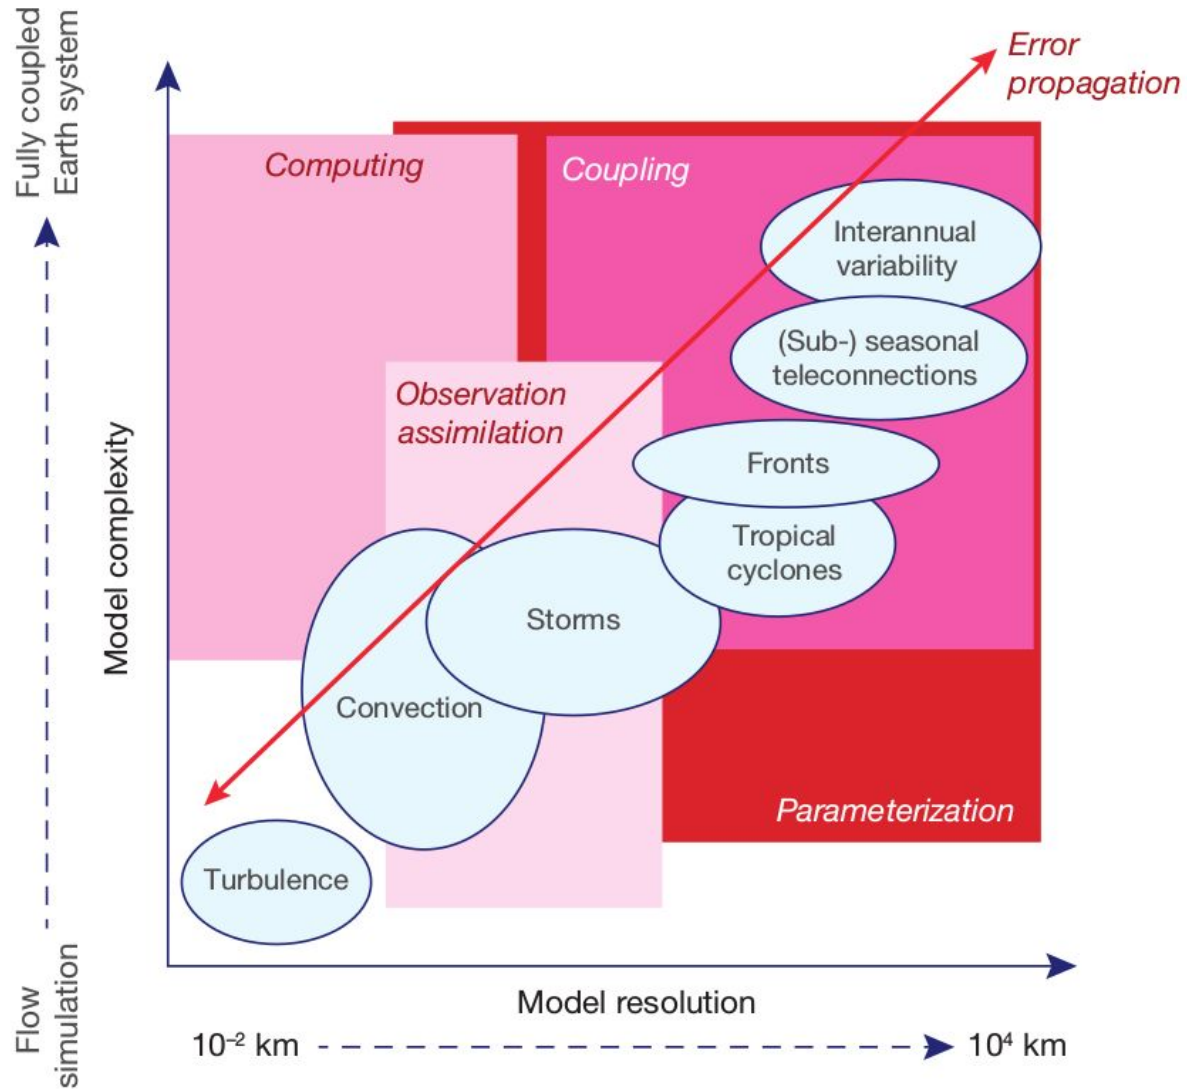 Fully coupled
Earth system
Error
propagation
Computing
Coupling
Interannual
variability
(Sub-) seasonal
teleconnections
Observation
assimilation
Fronts
Tropical
cyclones
Model complexity
Storms
Convection
Parameterization
Turbulence
Flow
simulation
Model resolution
10⁻² km
10⁴ km